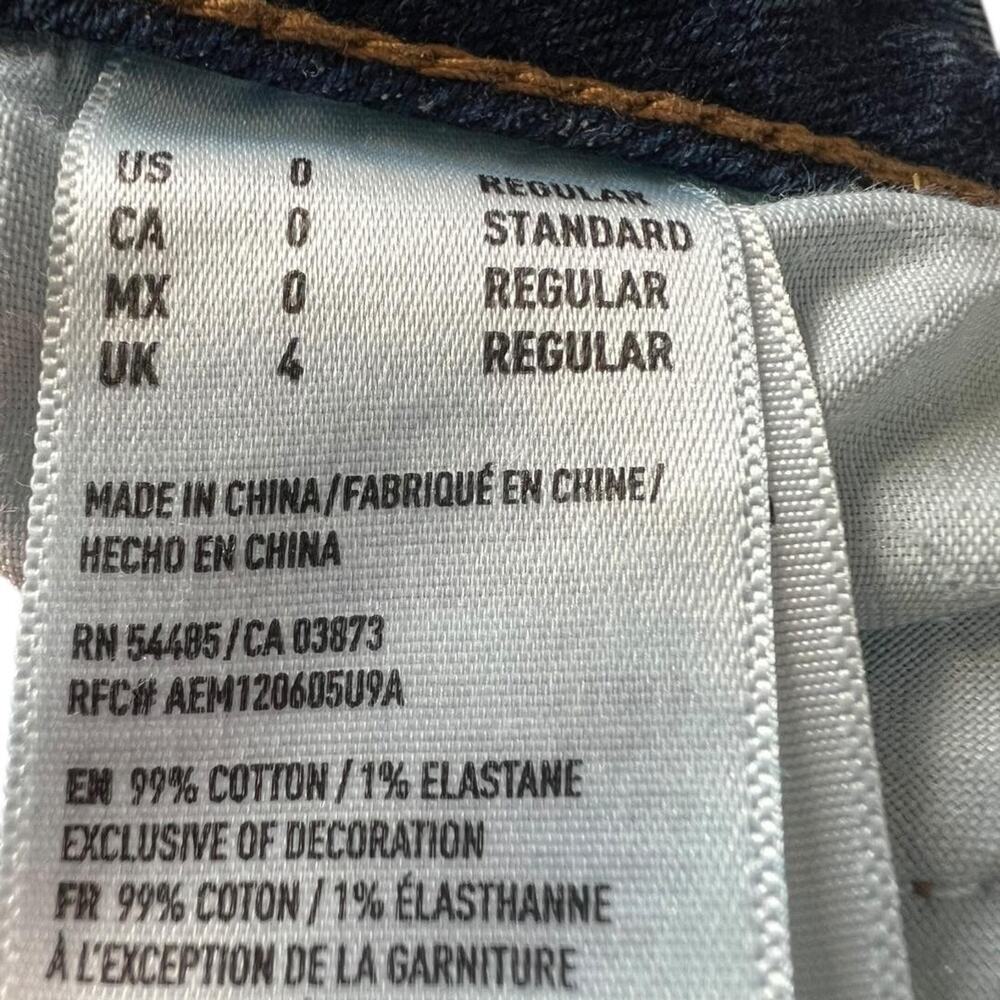 US 0 REGULAR
CA 0 STANDARD
MX 0 REGULAR
UK 4 REGULAR
MADE IN CHINA/FABRIQUÉ EN CHINE/
HECHO EN CHINA
RN 54485/CA 03873
RFC# AEM120605U9A
EN 99% COTTON / 1% ELASTANE
EXCLUSIVE OF DECORATION
FR 99% COTON / 1% ÉLASTHANNE
À L'EXCEPTION DE LA GARNITURE